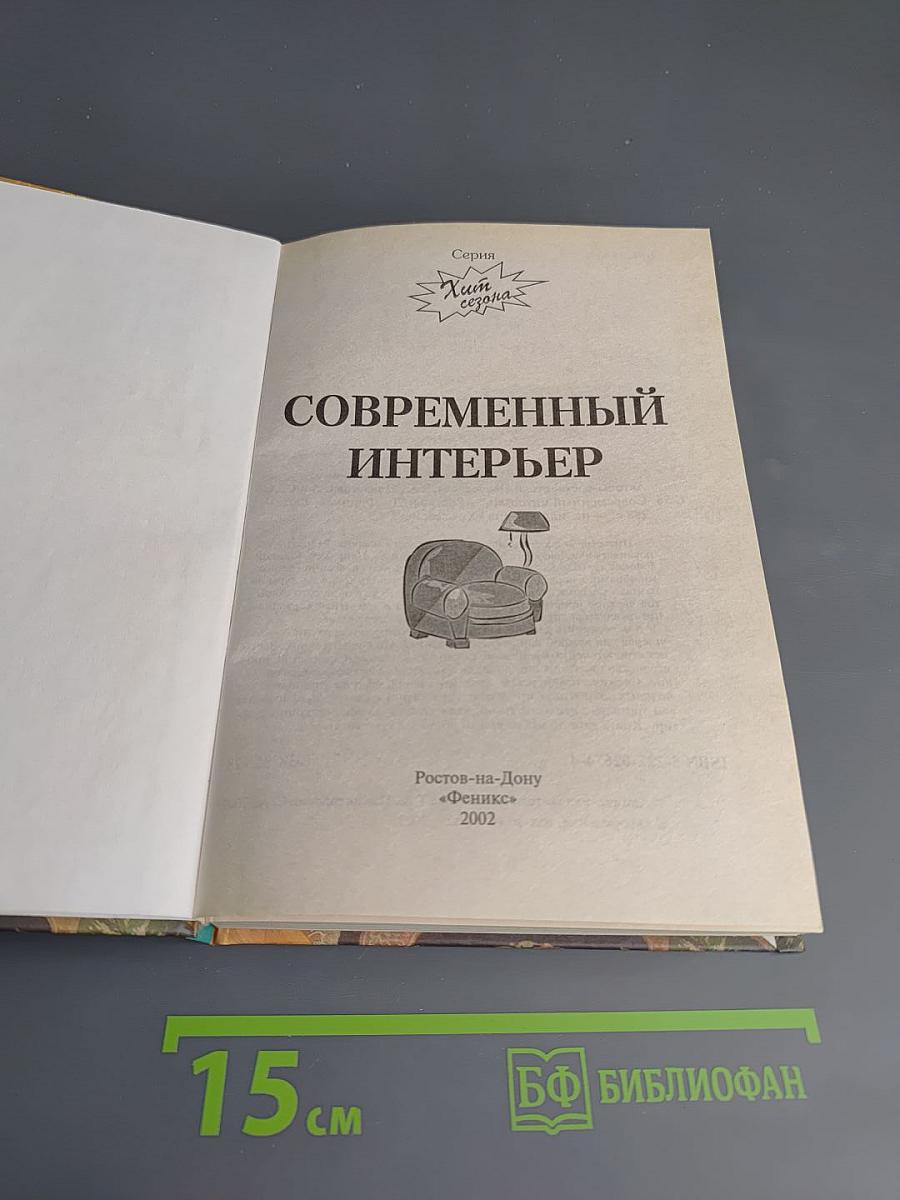 Серия
Хит
сезона
СОВРЕМЕННЫЙ
ИНТЕРЬЕР
Ростов-на-Дону
«Феникс»
2002
15 см
БФ БИБЛИОФАН